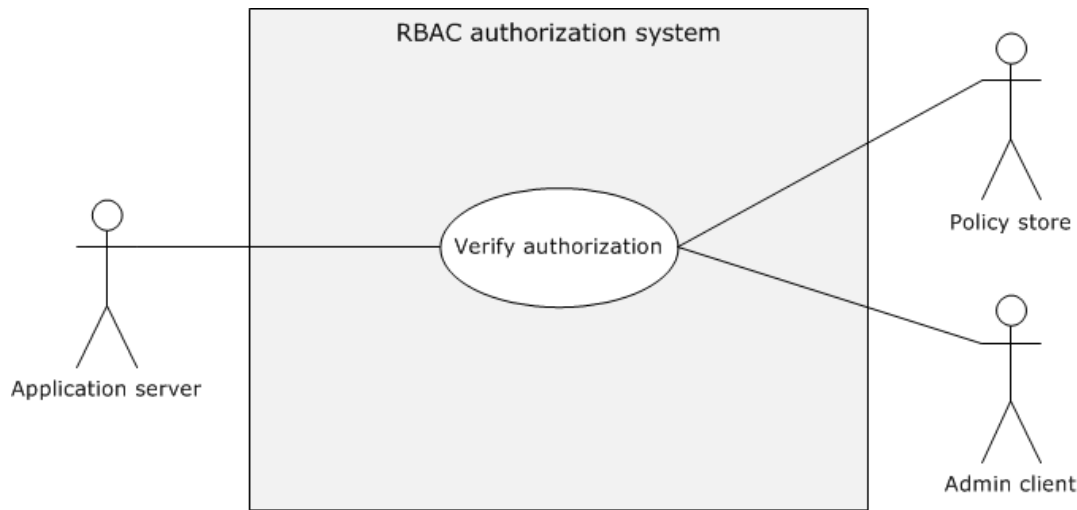 RBAC authorization system
Policy store
Verify authorization
Application server
Admin client